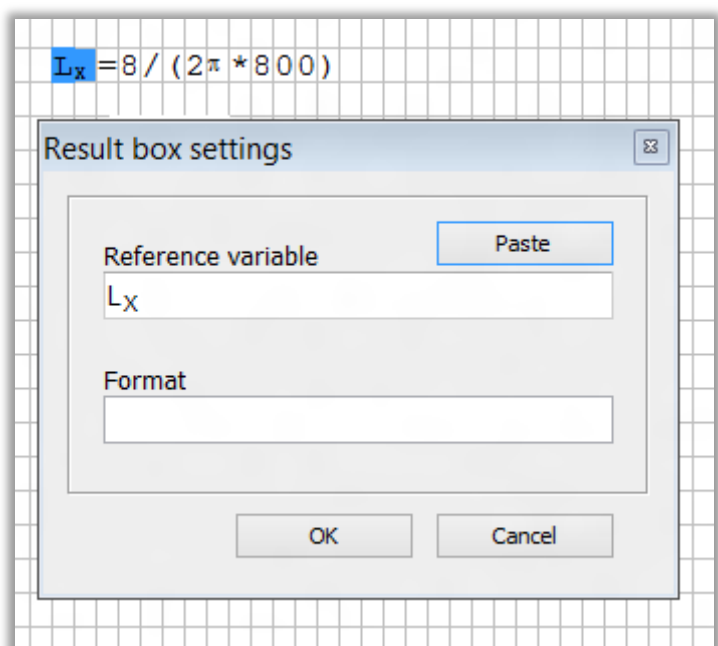 Lₓ=8/(2π*800)
Result box settings
Paste
Reference variable
Lₓ
Format
OK Cancel